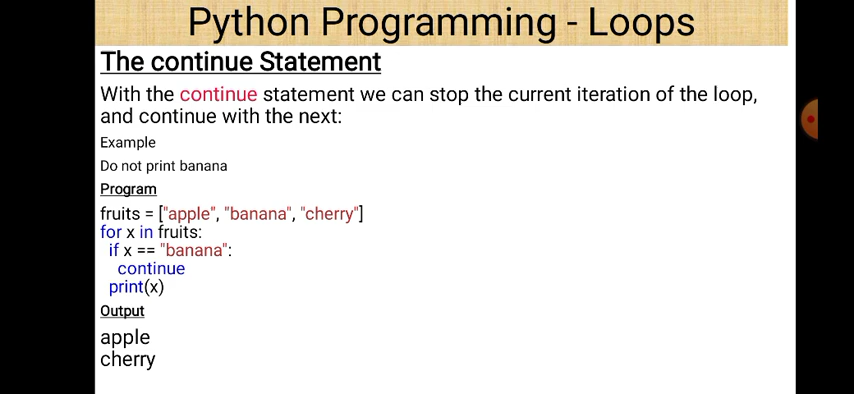 Python Programming - Loops
The continue Statement
With the continue statement we can stop the current iteration of the loop,
and continue with the next:
Example
Do not print banana
Program
fruits = ["apple", "banana", "cherry"]
for x in fruits:
  if x == "banana":
    continue
  print(x)
Output
apple
cherry